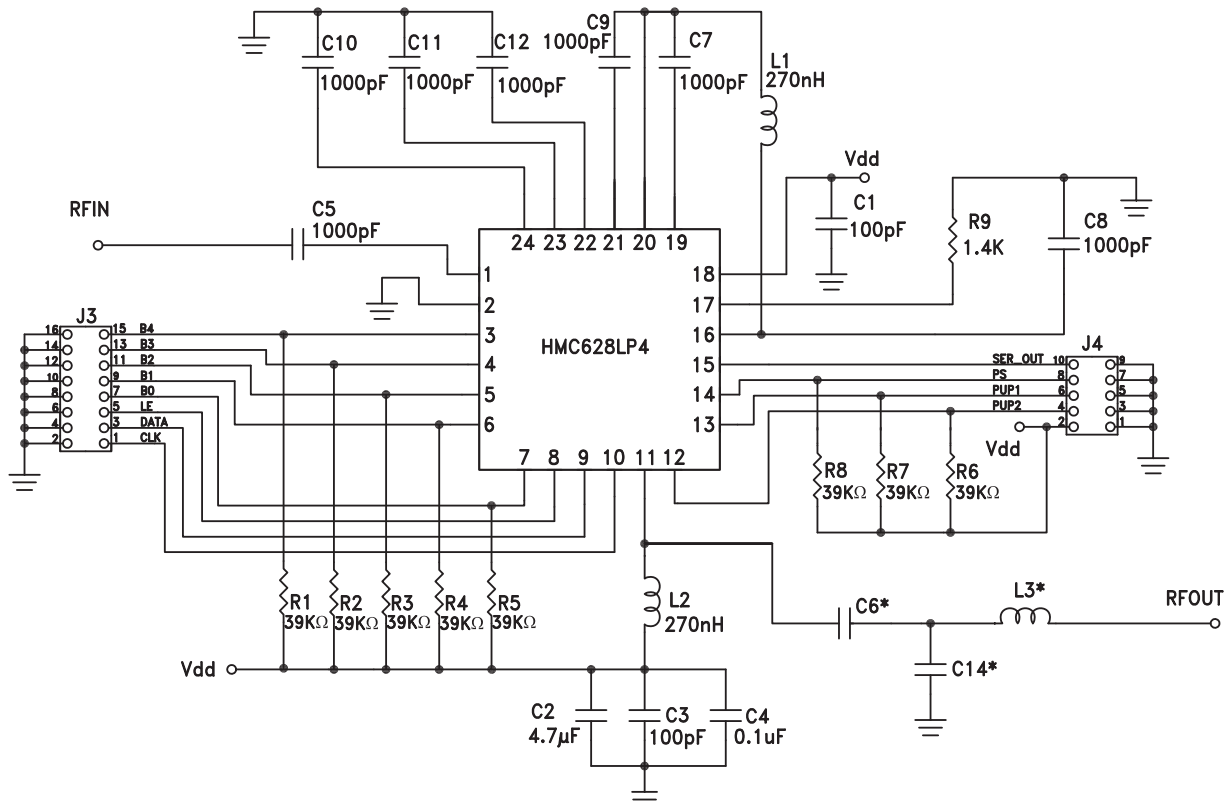 C10
1000pF
C11
1000pF
C12
1000pF
C9
1000pF
C7
1000pF
L1
270nH
Vdd
C1
100pF
R9
1.4K
C8
1000pF
RFIN
C5
1000pF
24 23 22 21 20 19
1
2
3
4
5
6
18
17
16
15
14
13
HMC628LP4
7 8 9 10 11 12
J3
16 15 B4
14 13 B3
12 11 B2
10 9 B1
8 7 B0
6 5 LE
4 3 DATA
2 1 CLK
J4
SER_OUT 10 9
PS 8 7
PUP1 6 5
PUP2 4 3
2 1
Vdd
R8
39KΩ
R7
39KΩ
R6
39KΩ
R1
39KΩ
R2
39KΩ
R3
39KΩ
R4
39KΩ
R5
39KΩ
L2
270nH
C6*
L3*
RFOUT
C14*
Vdd
C2
4.7µF
C3
100pF
C4
0.1uF